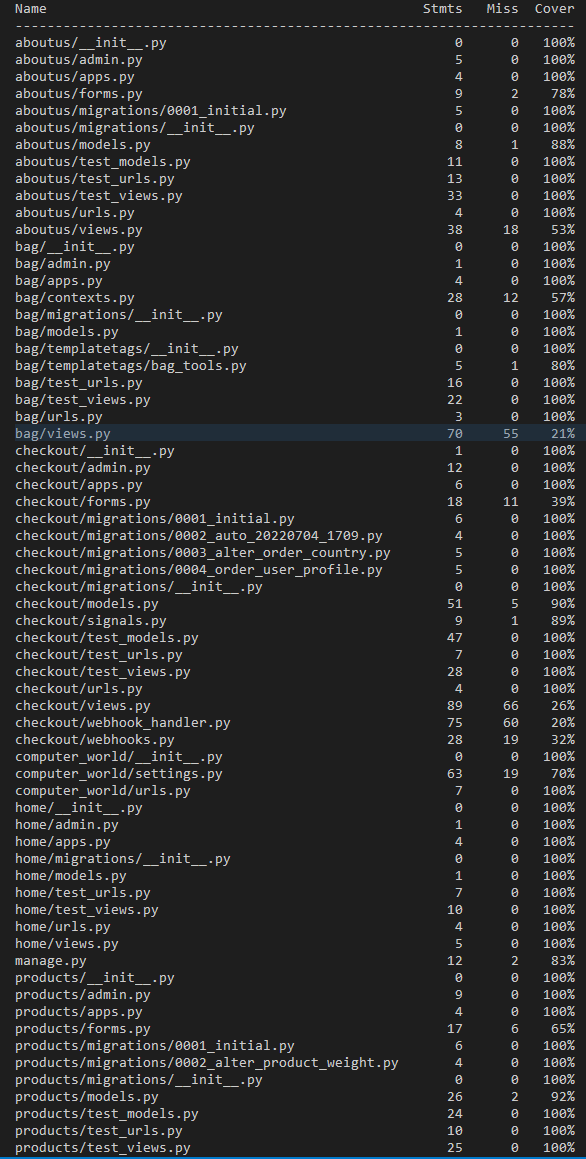 Name Stmts Miss Cover
----------------------------------------------------------------------
aboutus/__init__.py 0 0 100%
aboutus/admin.py 5 0 100%
aboutus/apps.py 4 0 100%
aboutus/forms.py 9 2 78%
aboutus/migrations/0001_initial.py 5 0 100%
aboutus/migrations/__init__.py 0 0 100%
aboutus/models.py 8 1 88%
aboutus/test_models.py 11 0 100%
aboutus/test_urls.py 13 0 100%
aboutus/test_views.py 33 0 100%
aboutus/urls.py 4 0 100%
aboutus/views.py 38 18 53%
bag/__init__.py 0 0 100%
bag/admin.py 1 0 100%
bag/apps.py 4 0 100%
bag/contexts.py 28 12 57%
bag/migrations/__init__.py 0 0 100%
bag/models.py 1 0 100%
bag/templatetags/__init__.py 0 0 100%
bag/templatetags/bag_tools.py 5 1 80%
bag/test_urls.py 16 0 100%
bag/test_views.py 22 0 100%
bag/urls.py 3 0 100%
bag/views.py 70 55 21%
checkout/__init__.py 1 0 100%
checkout/admin.py 12 0 100%
checkout/apps.py 6 0 100%
checkout/forms.py 18 11 39%
checkout/migrations/0001_initial.py 6 0 100%
checkout/migrations/0002_auto_20220704_1709.py 4 0 100%
checkout/migrations/0003_alter_order_country.py 5 0 100%
checkout/migrations/0004_order_user_profile.py 5 0 100%
checkout/migrations/__init__.py 0 0 100%
checkout/models.py 51 5 90%
checkout/signals.py 9 1 89%
checkout/test_models.py 47 0 100%
checkout/test_urls.py 7 0 100%
checkout/test_views.py 28 0 100%
checkout/urls.py 4 0 100%
checkout/views.py 89 66 26%
checkout/webhook_handler.py 75 60 20%
checkout/webhooks.py 28 19 32%
computer_world/__init__.py 0 0 100%
computer_world/settings.py 63 19 70%
computer_world/urls.py 7 0 100%
home/__init__.py 0 0 100%
home/admin.py 1 0 100%
home/apps.py 4 0 100%
home/migrations/__init__.py 0 0 100%
home/models.py 1 0 100%
home/test_urls.py 7 0 100%
home/test_views.py 10 0 100%
home/urls.py 4 0 100%
home/views.py 5 0 100%
manage.py 12 2 83%
products/__init__.py 0 0 100%
products/admin.py 9 0 100%
products/apps.py 4 0 100%
products/forms.py 17 6 65%
products/migrations/0001_initial.py 6 0 100%
products/migrations/0002_alter_product_weight.py 4 0 100%
products/migrations/__init__.py 0 0 100%
products/models.py 26 2 92%
products/test_models.py 24 0 100%
products/test_urls.py 10 0 100%
products/test_views.py 25 0 100%